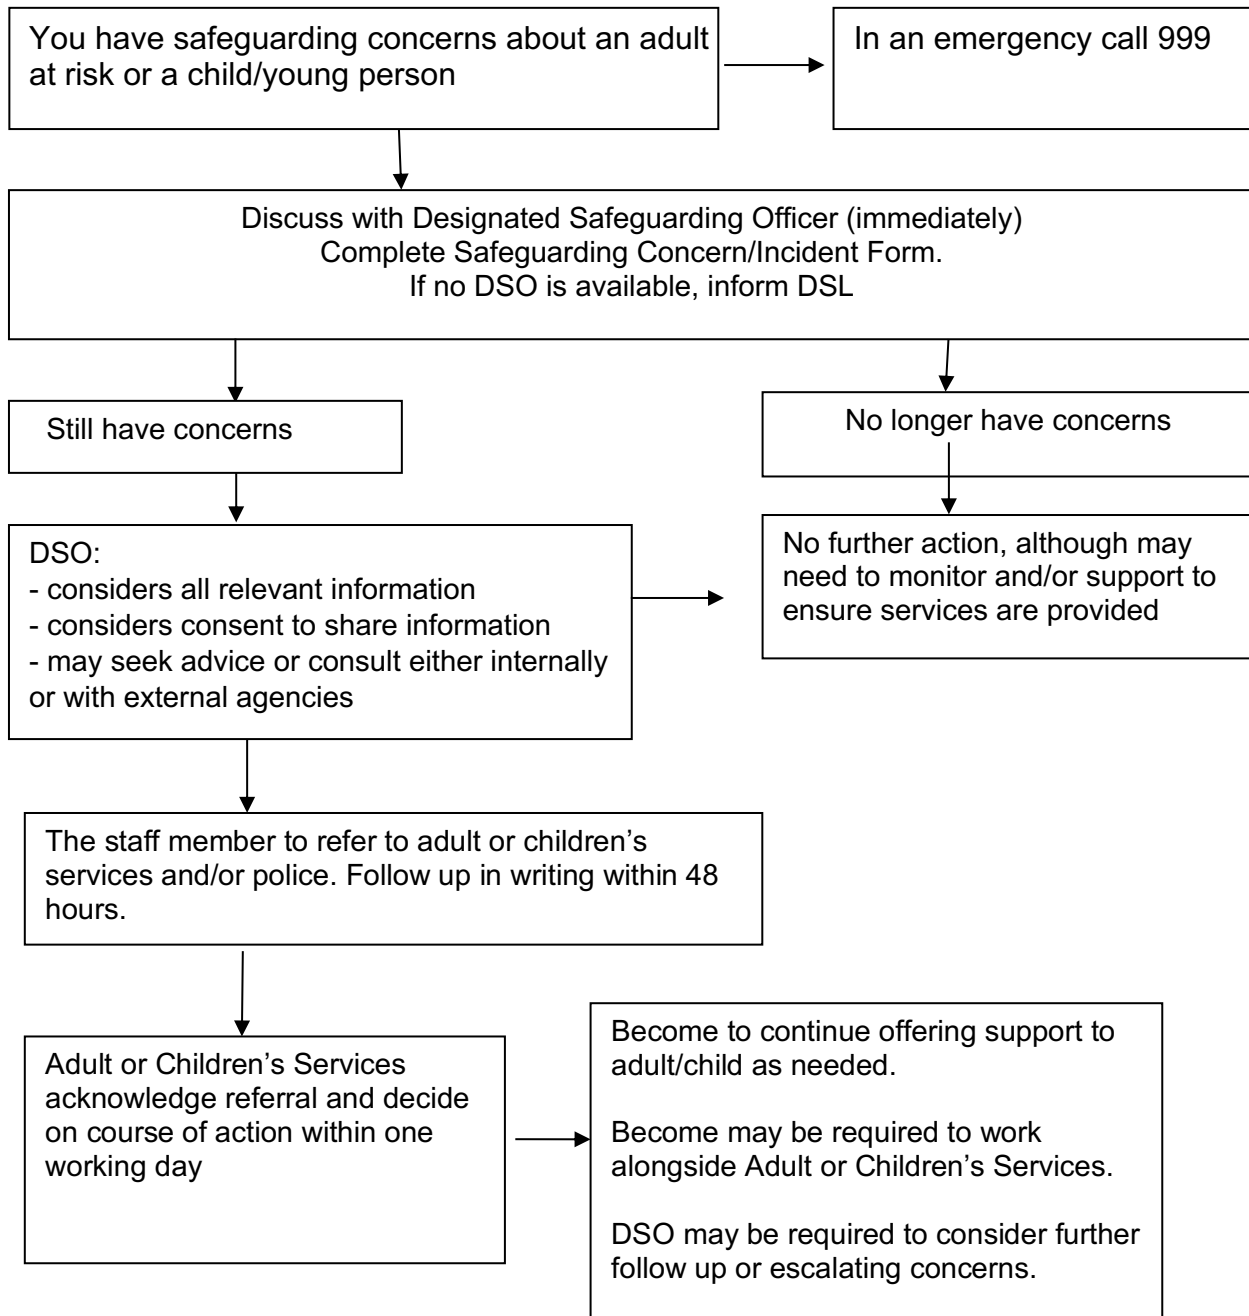 You have safeguarding concerns about an adult
at risk or a child/young person
In an emergency call 999
Discuss with Designated Safeguarding Officer (immediately)
Complete Safeguarding Concern/Incident Form.
If no DSO is available, inform DSL
Still have concerns
No longer have concerns
DSO:
- considers all relevant information
- considers consent to share information
- may seek advice or consult either internally
or with external agencies
No further action, although may
need to monitor and/or support to
ensure services are provided
The staff member to refer to adult or children’s
services and/or police. Follow up in writing within 48
hours.
Adult or Children’s Services
acknowledge referral and decide
on course of action within one
working day
Become to continue offering support to
adult/child as needed.
Become may be required to work
alongside Adult or Children’s Services.
DSO may be required to consider further
follow up or escalating concerns.